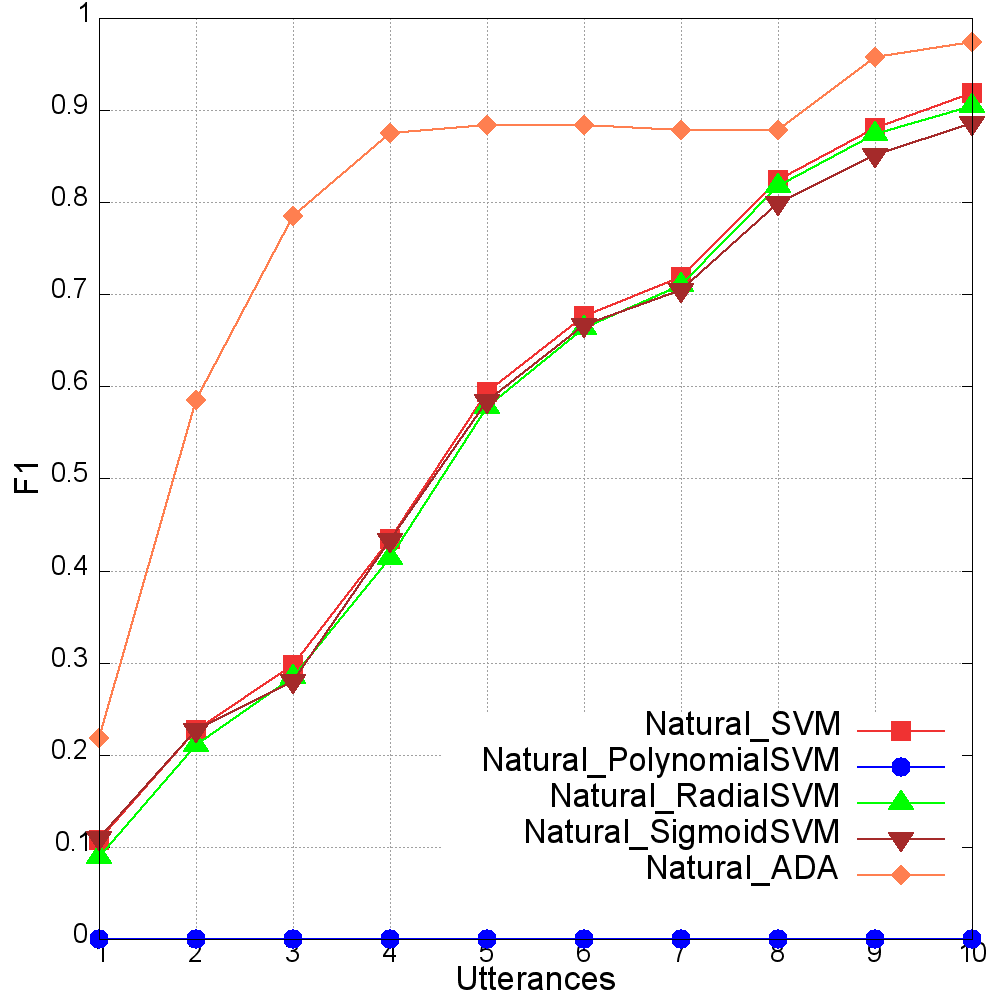 1
0.9
0.8
0.7
0.6
0.5
0.4
0.3
0.2
0.1
0
F1
Natural_SVM
Natural_PolynomialSVM
Natural_RadialSVM
Natural_SigmoidSVM
Natural_ADA
1 2 3 4 5 6 7 8 9 10
Utterances